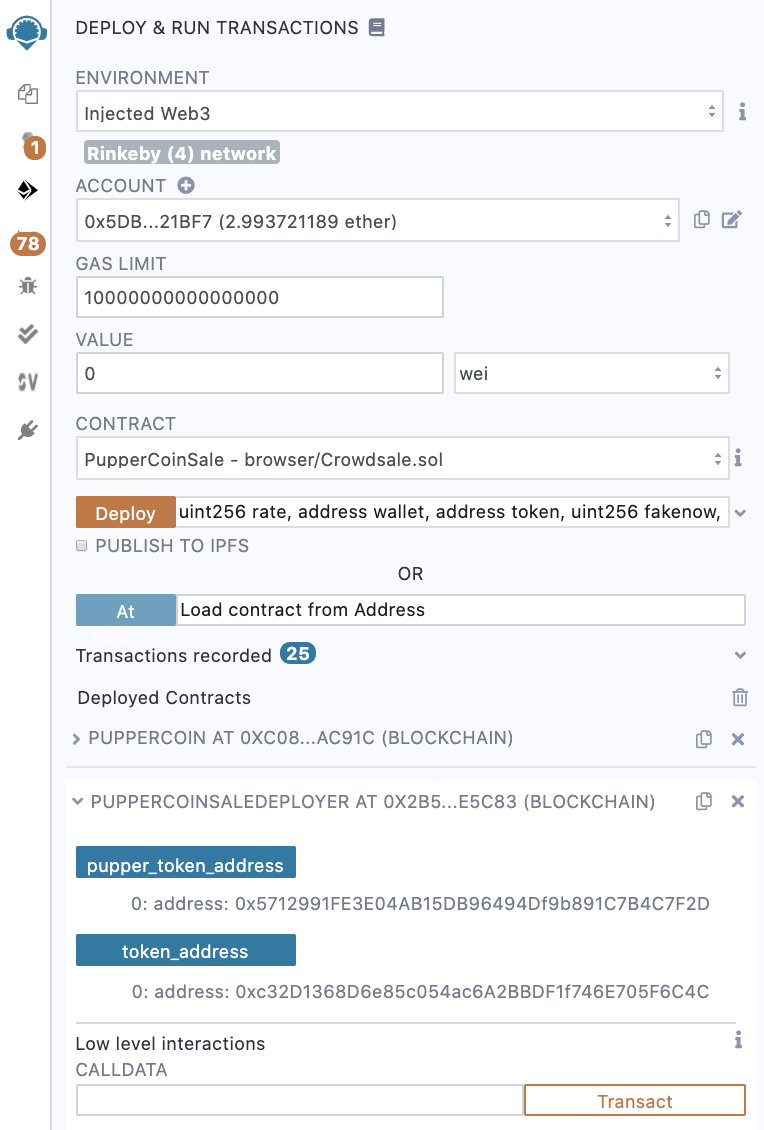 DEPLOY & RUN TRANSACTIONS
ENVIRONMENT
Injected Web3
Rinkeby (4) network
1
ACCOUNT
0x5DB...21BF7 (2.993721189 ether)
78
GAS LIMIT
10000000000000000
VALUE
0 wei
SV
CONTRACT
PupperCoinSale - browser/Crowdsale.sol
Deploy uint256 rate, address wallet, address token, uint256 fakenow,
PUBLISH TO IPFS
OR
At Load contract from Address
Transactions recorded 25
Deployed Contracts
PUPPERCOIN AT 0XC08...AC91C (BLOCKCHAIN)
PUPPERCOINSALEDEPLOYER AT 0X2B5...E5C83 (BLOCKCHAIN)
pupper_token_address
0: address: 0x5712991FE3E04AB15DB96494Df9b891C7B4C7F2D
token_address
0: address: 0xc32D1368D6e85c054ac6A2BBDF1f746E705F6C4C
Low level interactions
CALLDATA
Transact